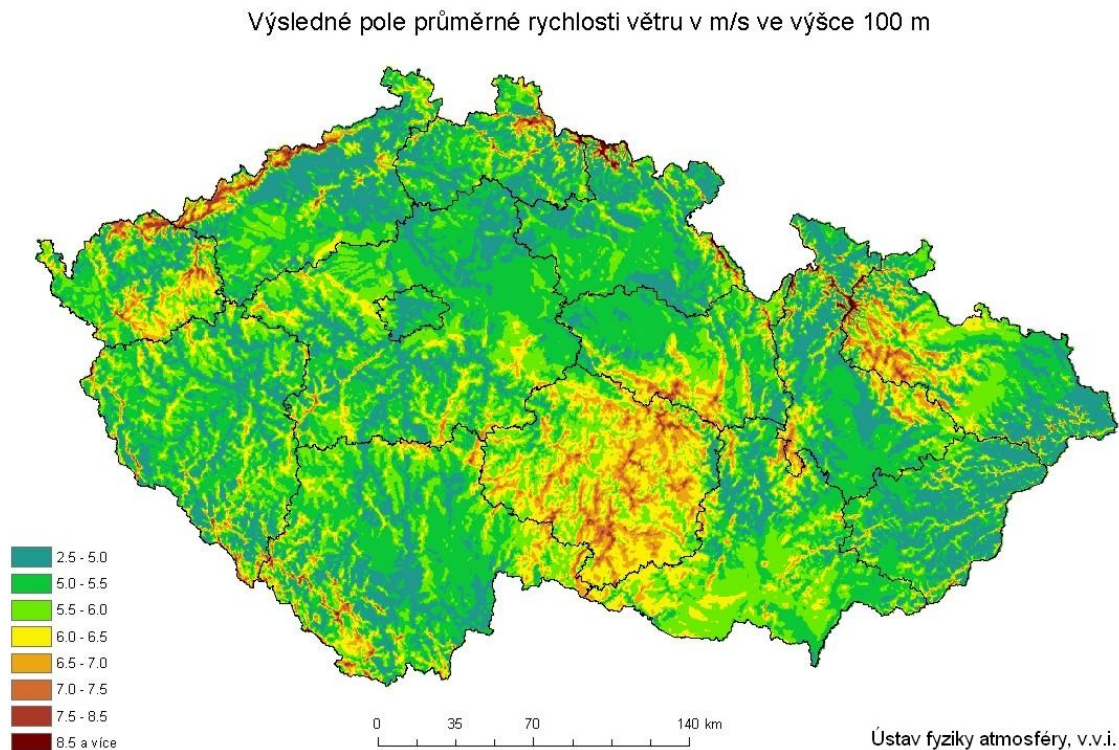 Výsledné pole průměrné rychlosti větru v m/s ve výšce 100 m
2.5 - 5.0
5.0 - 5.5
5.5 - 6.0
6.0 - 6.5
6.5 - 7.0
7.0 - 7.5
7.5 - 8.5
8.5 a více
0 35 70 140 km
Ústav fyziky atmosféry, v.v.i.